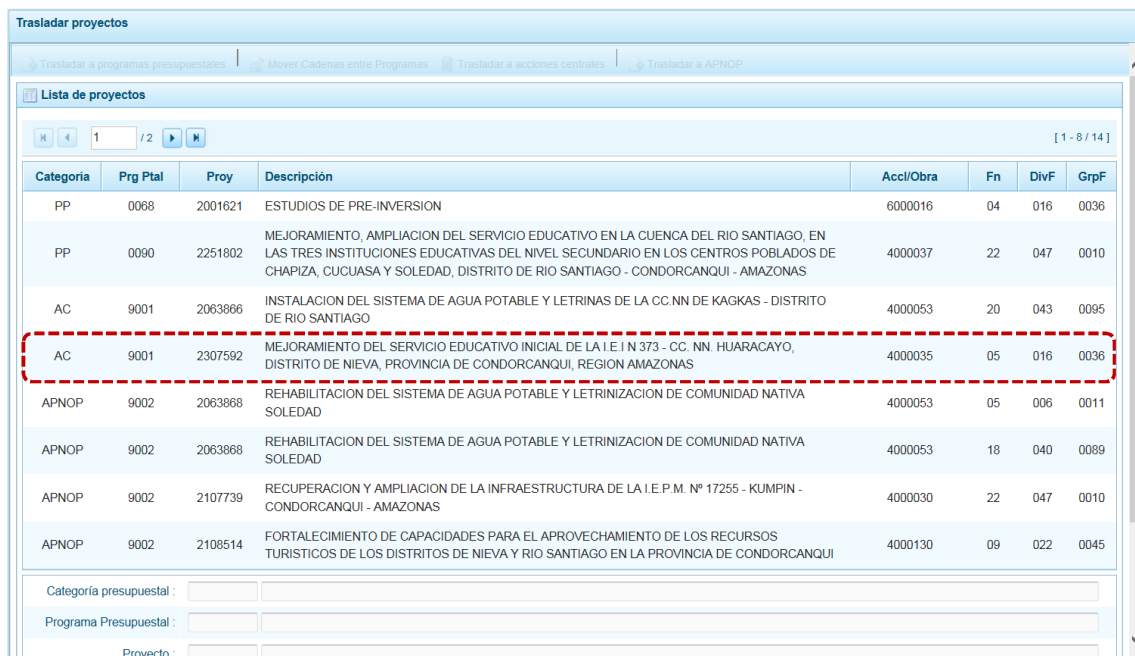 Trasladar proyectos
Trasladar a programas presupuestales Mover Cadenas entre Programas Trasladar a acciones centrales Trasladar a APNOP
Lista de proyectos
1 / 2 [ 1 - 8 / 14 ]
Categoria Prg Ptal Proy Descripción AccI/Obra Fn DivF GrpF
PP 0068 2001621 ESTUDIOS DE PRE-INVERSION 6000016 04 016 0036
MEJORAMIENTO, AMPLIACION DEL SERVICIO EDUCATIVO EN LA CUENCA DEL RIO SANTIAGO, EN
PP 0090 2251802 LAS TRES INSTITUCIONES EDUCATIVAS DEL NIVEL SECUNDARIO EN LOS CENTROS POBLADOS DE 4000037 22 047 0010
CHAPIZA, CUCUASA Y SOLEDAD, DISTRITO DE RIO SANTIAGO - CONDORCANQUI - AMAZONAS
AC 9001 2063866 INSTALACION DEL SISTEMA DE AGUA POTABLE Y LETRINAS DE LA CC.NN DE KAGKAS - DISTRITO 4000053 20 043 0095
DE RIO SANTIAGO
AC 9001 2307592 MEJORAMIENTO DEL SERVICIO EDUCATIVO INICIAL DE LA I.E.I N 373 - CC. NN. HUARACAYO, 4000035 05 016 0036
DISTRITO DE NIEVA, PROVINCIA DE CONDORCANQUI, REGION AMAZONAS
APNOP 9002 2063868 REHABILITACION DEL SISTEMA DE AGUA POTABLE Y LETRINIZACION DE COMUNIDAD NATIVA 4000053 05 006 0011
SOLEDAD
APNOP 9002 2063868 REHABILITACION DEL SISTEMA DE AGUA POTABLE Y LETRINIZACION DE COMUNIDAD NATIVA 4000053 18 040 0089
SOLEDAD
APNOP 9002 2107739 RECUPERACION Y AMPLIACION DE LA INFRAESTRUCTURA DE LA I.E.P.M. Nº 17255 - KUMPIN - 4000030 22 047 0010
CONDORCANQUI - AMAZONAS
APNOP 9002 2108514 FORTALECIMIENTO DE CAPACIDADES PARA EL APROVECHAMIENTO DE LOS RECURSOS 4000130 09 022 0045
TURISTICOS DE LOS DISTRITOS DE NIEVA Y RIO SANTIAGO EN LA PROVINCIA DE CONDORCANQUI
Categoría presupuestal :
Programa Presupuestal :
Proyecto :